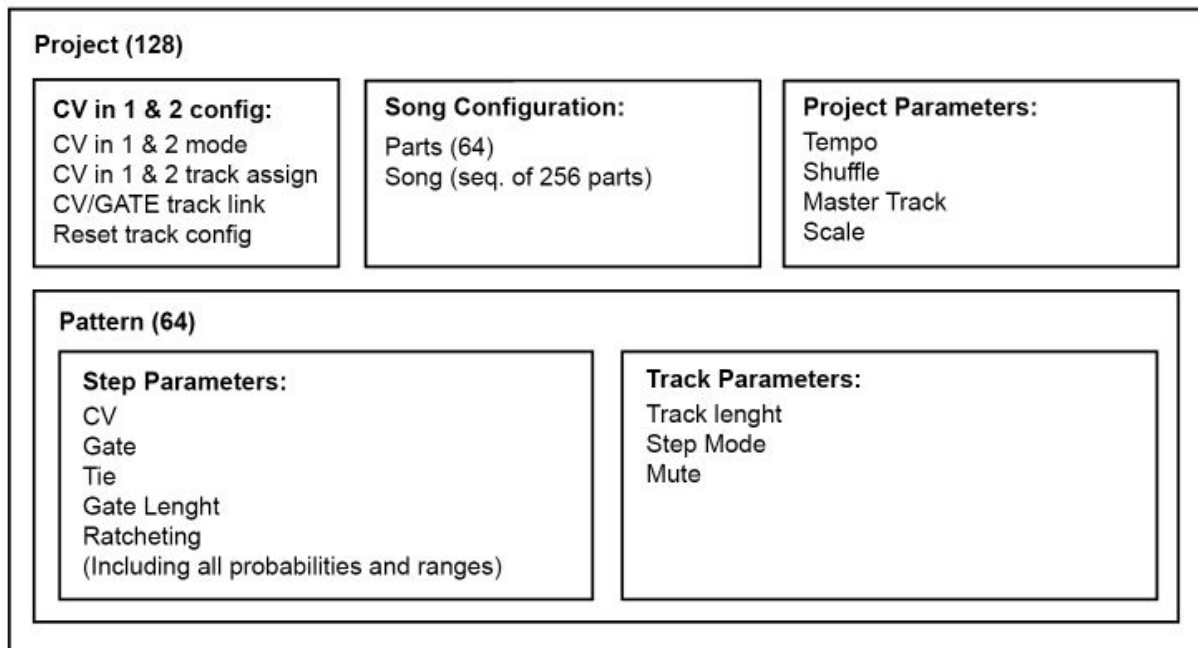 Project (128)
CV in 1 & 2 config:
CV in 1 & 2 mode
CV in 1 & 2 track assign
CV/GATE track link
Reset track config
Song Configuration:
Parts (64)
Song (seq. of 256 parts)
Project Parameters:
Tempo
Shuffle
Master Track
Scale
Pattern (64)
Step Parameters:
CV
Gate
Tie
Gate Lenght
Ratcheting
(Including all probabilities and ranges)
Track Parameters:
Track lenght
Step Mode
Mute